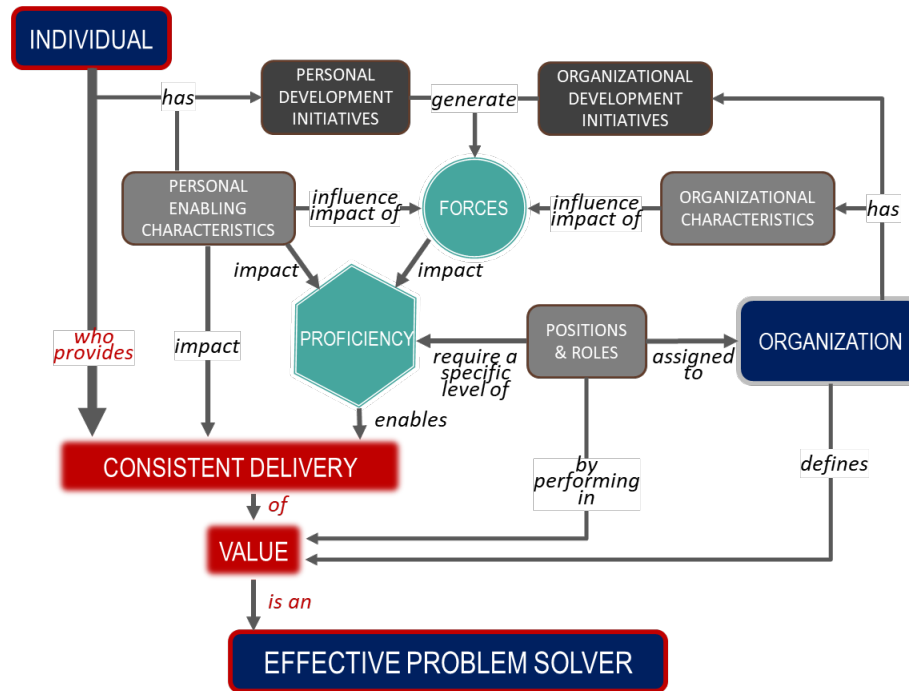 INDIVIDUAL
has
PERSONAL
DEVELOPMENT
INITIATIVES
generate
ORGANIZATIONAL
DEVELOPMENT
INITIATIVES
PERSONAL
ENABLING
CHARACTERISTICS
influence
impact of
FORCES
influence
impact of
ORGANIZATIONAL
CHARACTERISTICS
has
impact
impact
who
provides
impact
PROFICIENCY
require a
specific
level of
POSITIONS
& ROLES
assigned
to
ORGANIZATION
enables
CONSISTENT DELIVERY
by
performing
in
defines
of
VALUE
is an
EFFECTIVE PROBLEM SOLVER